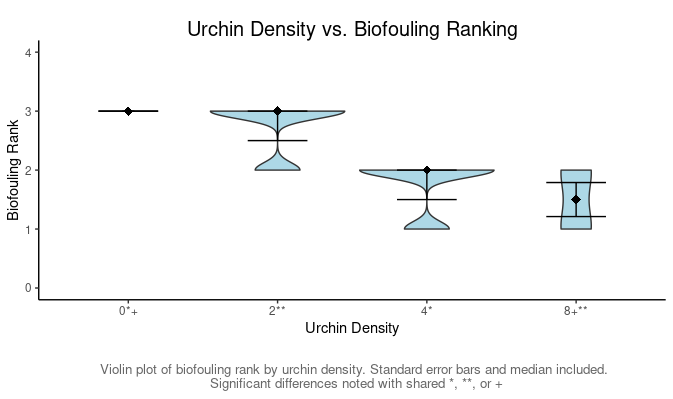 Urchin Density vs. Biofouling Ranking
4
3
2
1
0
Biofouling Rank
0*+
2**
4*
8+**
Urchin Density
Violin plot of biofouling rank by urchin density. Standard error bars and median included.
Significant differences noted with shared *, **, or +